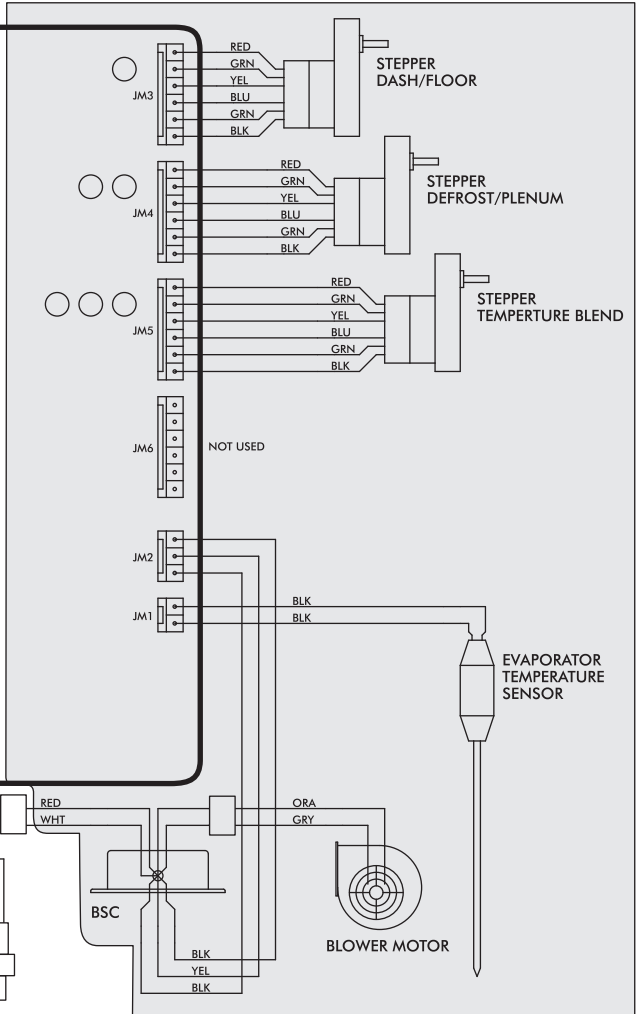 RED
GRN
YEL
BLU
GRN
BLK
JM3
STEPPER
DASH/FLOOR
RED
GRN
YEL
BLU
GRN
BLK
JM4
STEPPER
DEFROST/PLENUM
RED
GRN
YEL
BLU
GRN
BLK
JM5
STEPPER
TEMPERTURE BLEND
JM6
NOT USED
JM2
JM1
BLK
BLK
EVAPORATOR
TEMPERATURE
SENSOR
RED
WHT
ORA
GRY
BSC
BLOWER MOTOR
BLK
YEL
BLK